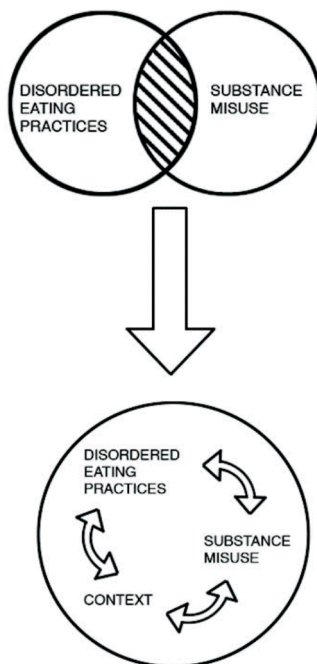 DISORDERED
EATING
PRACTICES
SUBSTANCE
MISUSE
DISORDERED
EATING
PRACTICES
SUBSTANCE
MISUSE
CONTEXT